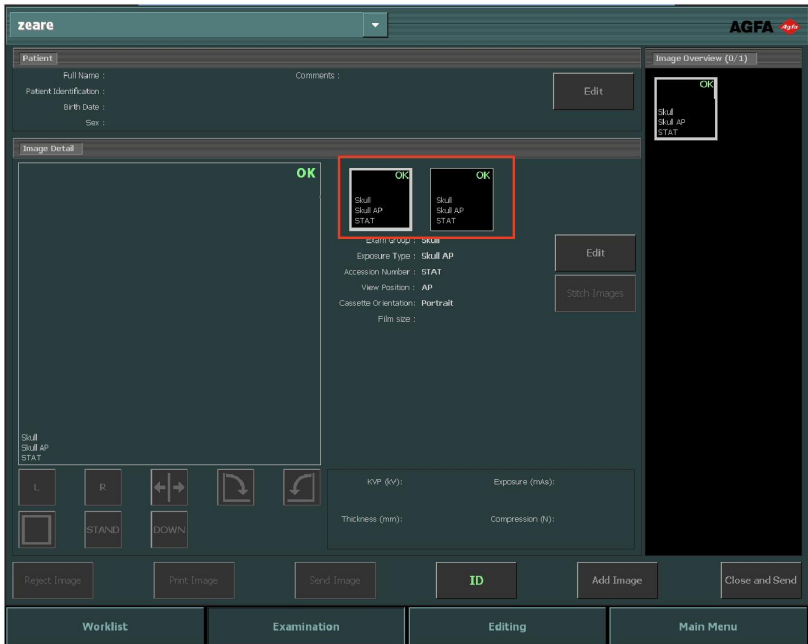 zeare
AGFA Agfa
Patient
Full Name :
Comments :
Patient Identification :
Birth Date :
Sex :
Edit
Image Overview (0/1)
OK
Skull
Skull AP
STAT
Image Detail
OK
Skull
Skull AP
STAT
OK
Skull
Skull AP
STAT
OK
Skull
Skull AP
STAT
Exam Group : Skull
Exposure Type : Skull AP
Accession Number : STAT
View Position : AP
Cassette Orientation: Portrait
Film size :
Edit
Stitch Images
L
R
STAND
DOWN
KVP (kV):
Exposure (mAs):
Thickness (mm):
Compression (N):
Reject Image
Print Image
Send Image
ID
Add Image
Close and Send
Worklist
Examination
Editing
Main Menu